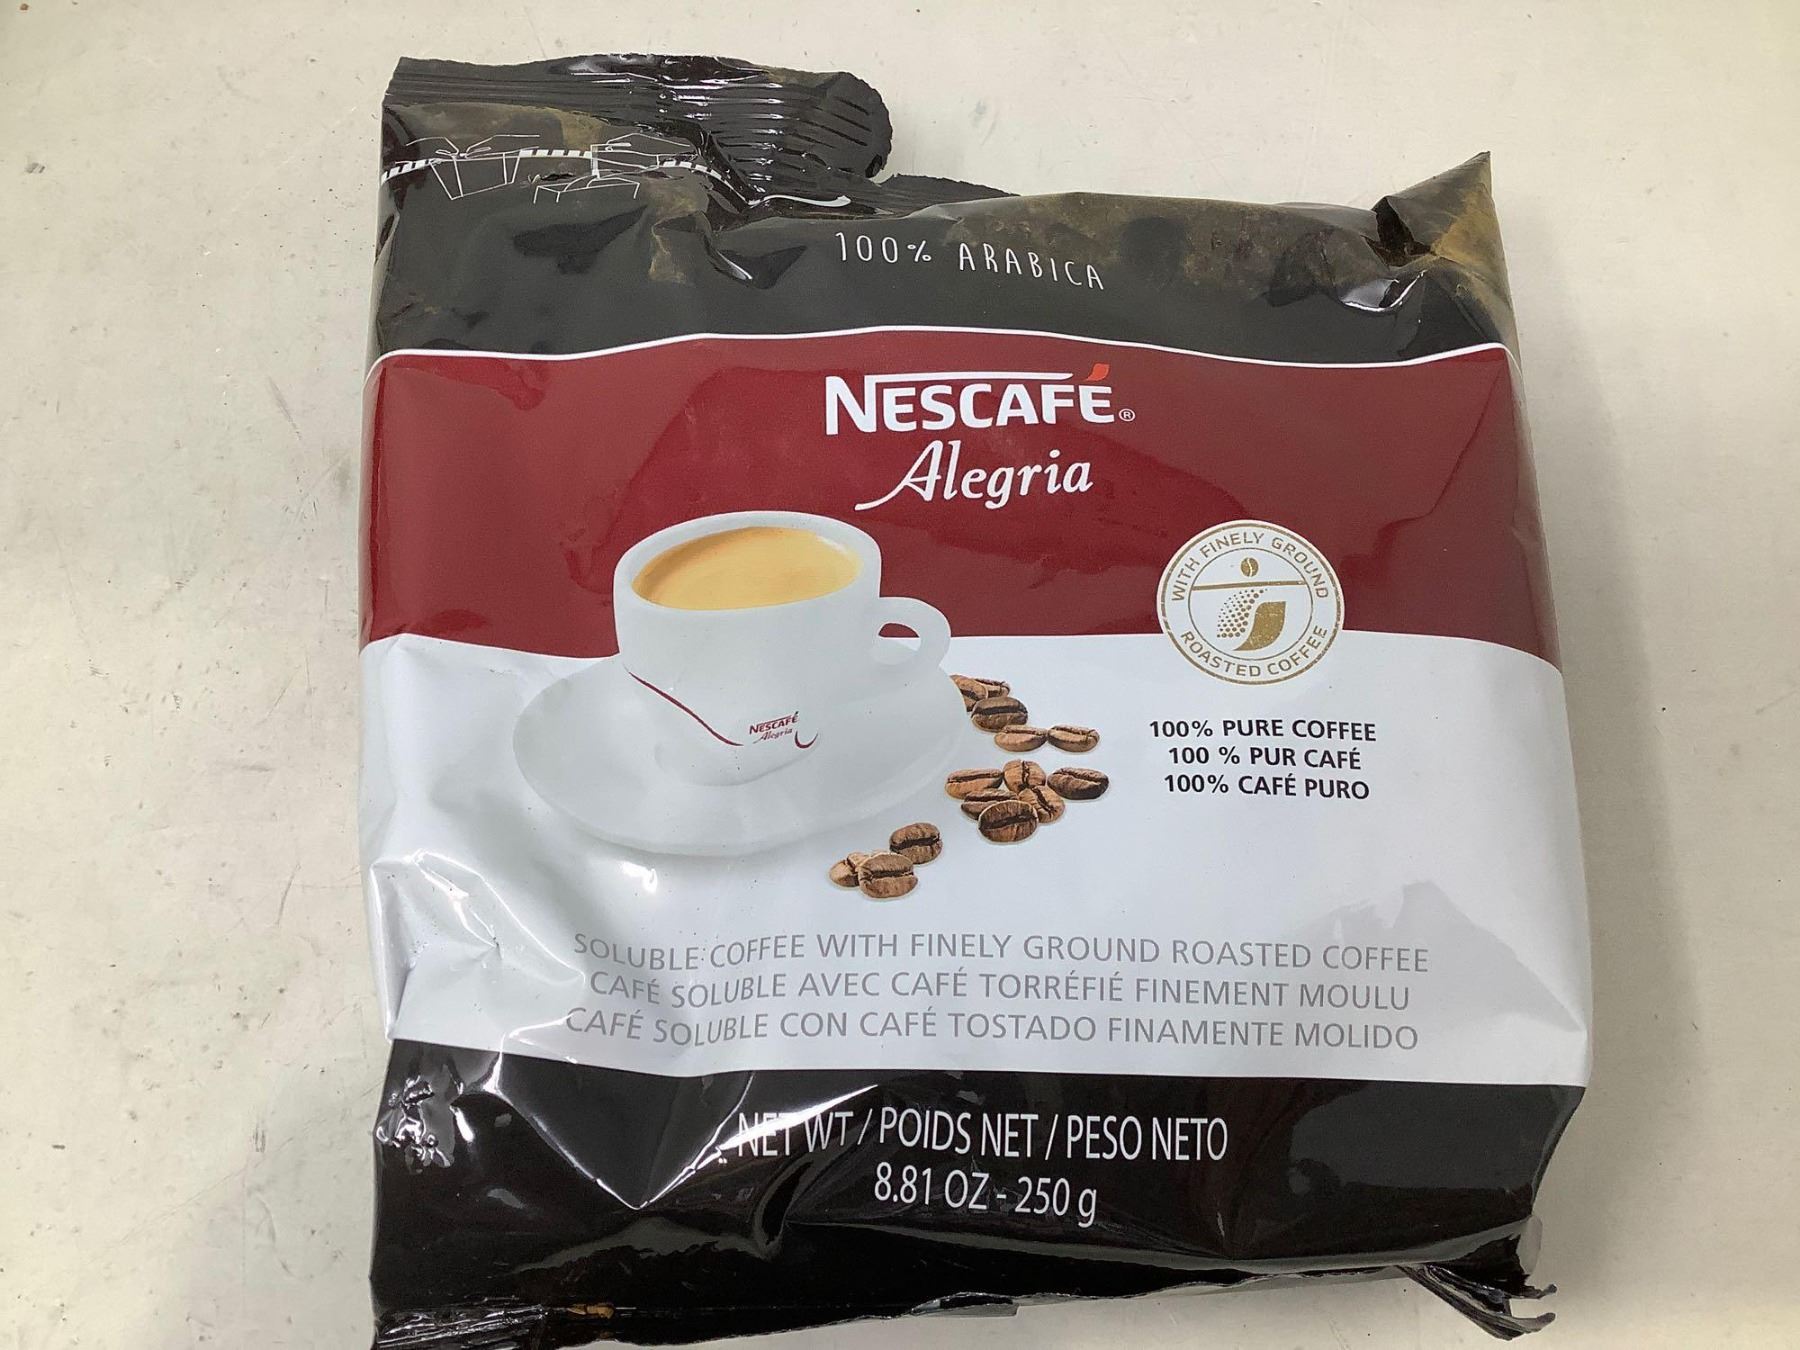 100% ARABICA
NESCAFÉ®
Alegria
WITH FINELY GROUND
ROASTED COFFEE
NESCAFÉ
Alegria
100% PURE COFFEE
100 % PUR CAFÉ
100% CAFÉ PURO
SOLUBLE COFFEE WITH FINELY GROUND ROASTED COFFEE
CAFÉ SOLUBLE AVEC CAFÉ TORRÉFIÉ FINEMENT MOULU
CAFÉ SOLUBLE CON CAFÉ TOSTADO FINAMENTE MOLIDO
NET WT / POIDS NET / PESO NETO
8.81 OZ - 250 g